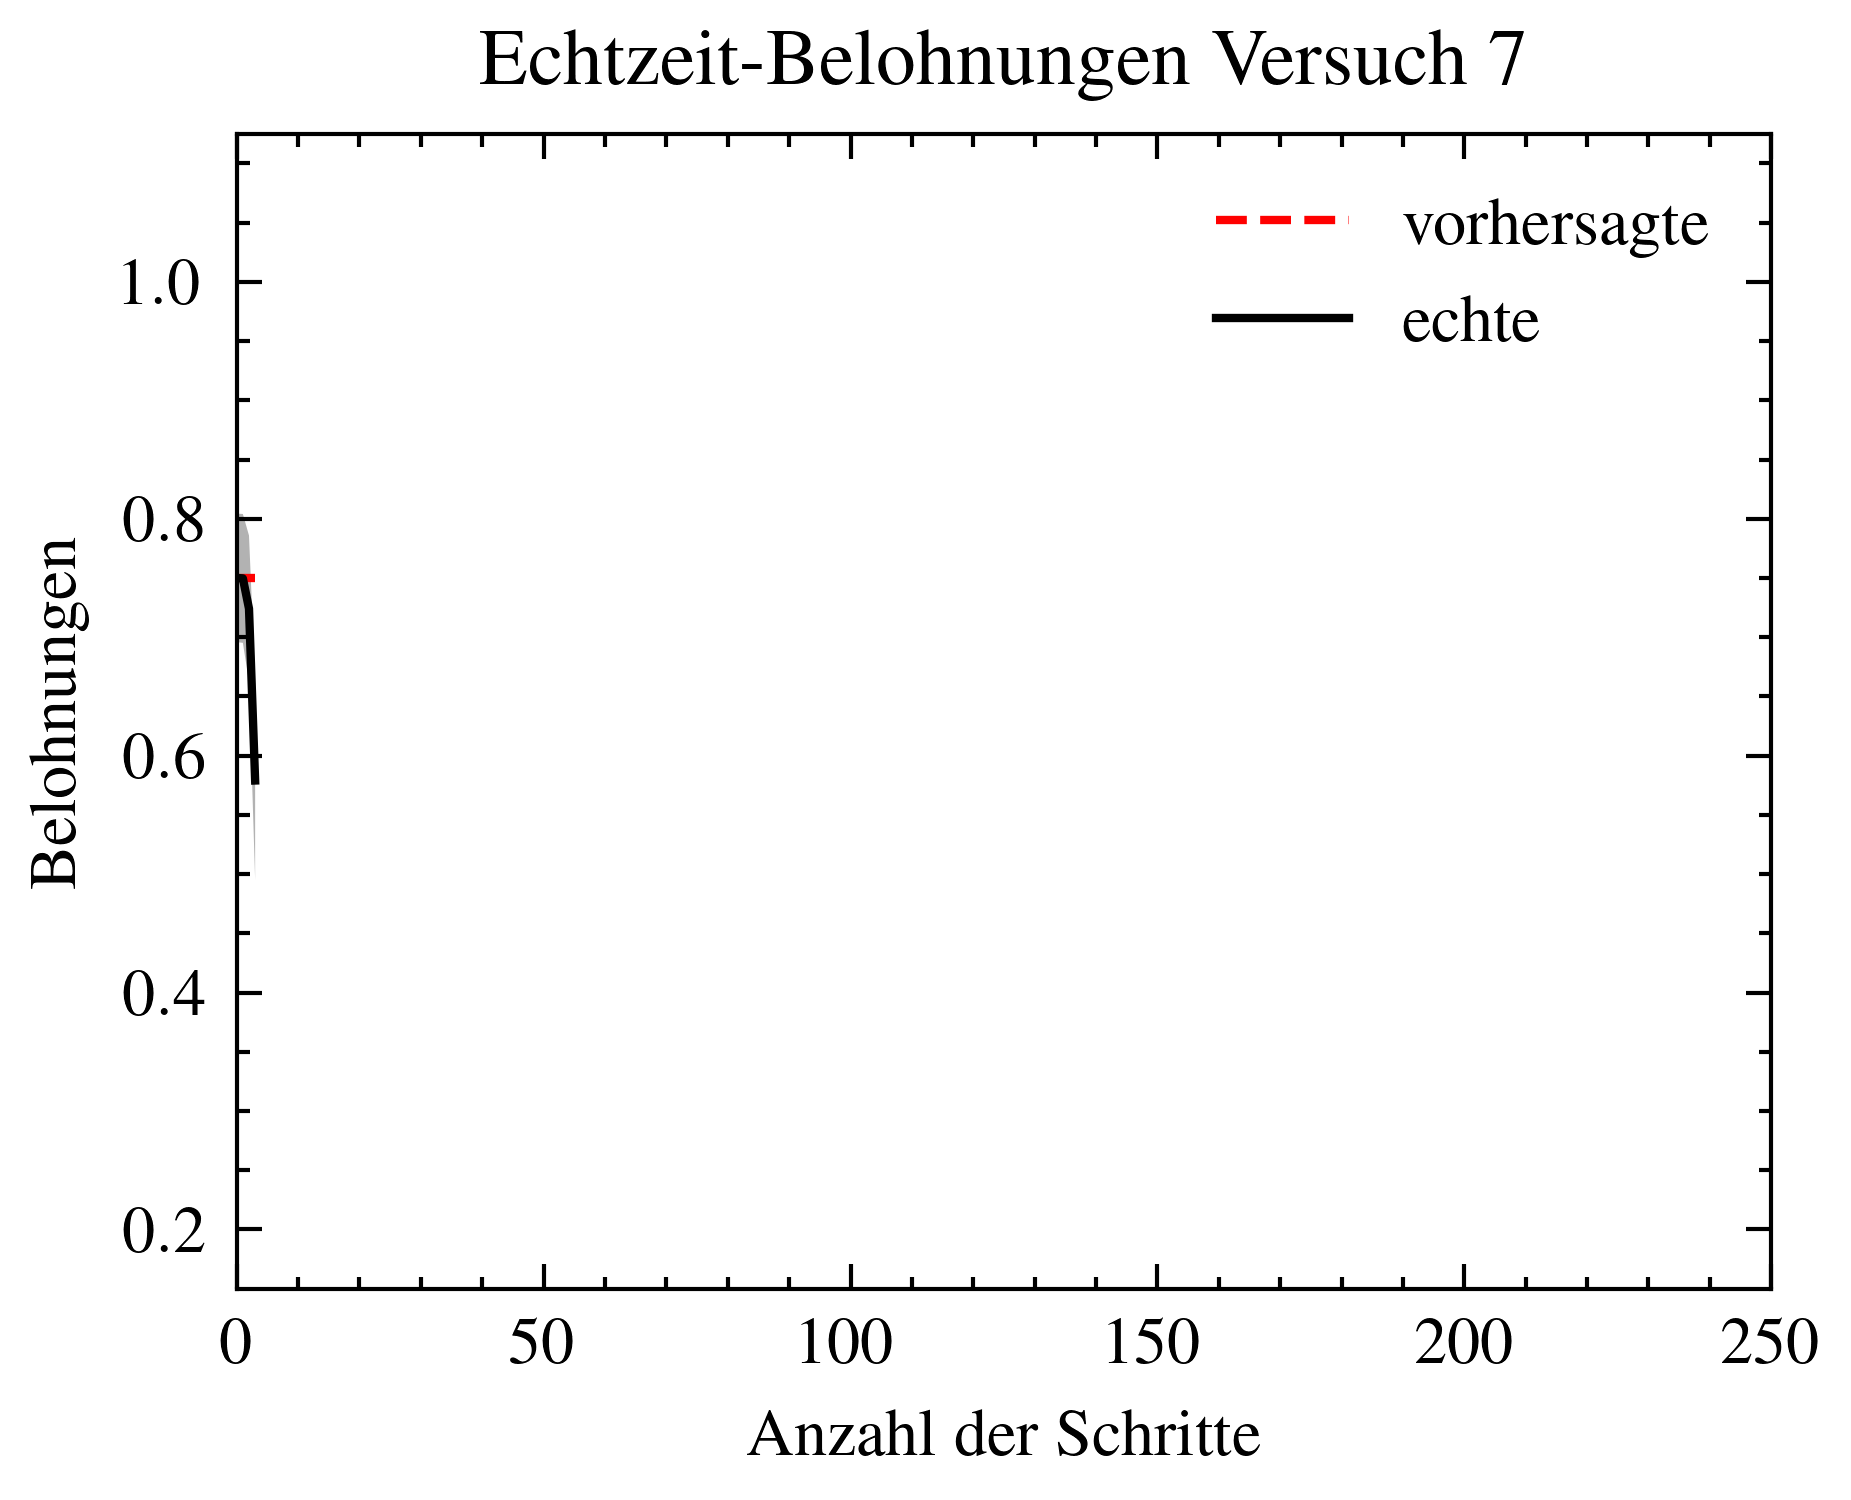 Echtzeit-Belohnungen Versuch 7
vorhersagte
echte
1.0
0.8
0.6
0.4
0.2
Belohnungen
0 50 100 150 200 250
Anzahl der Schritte